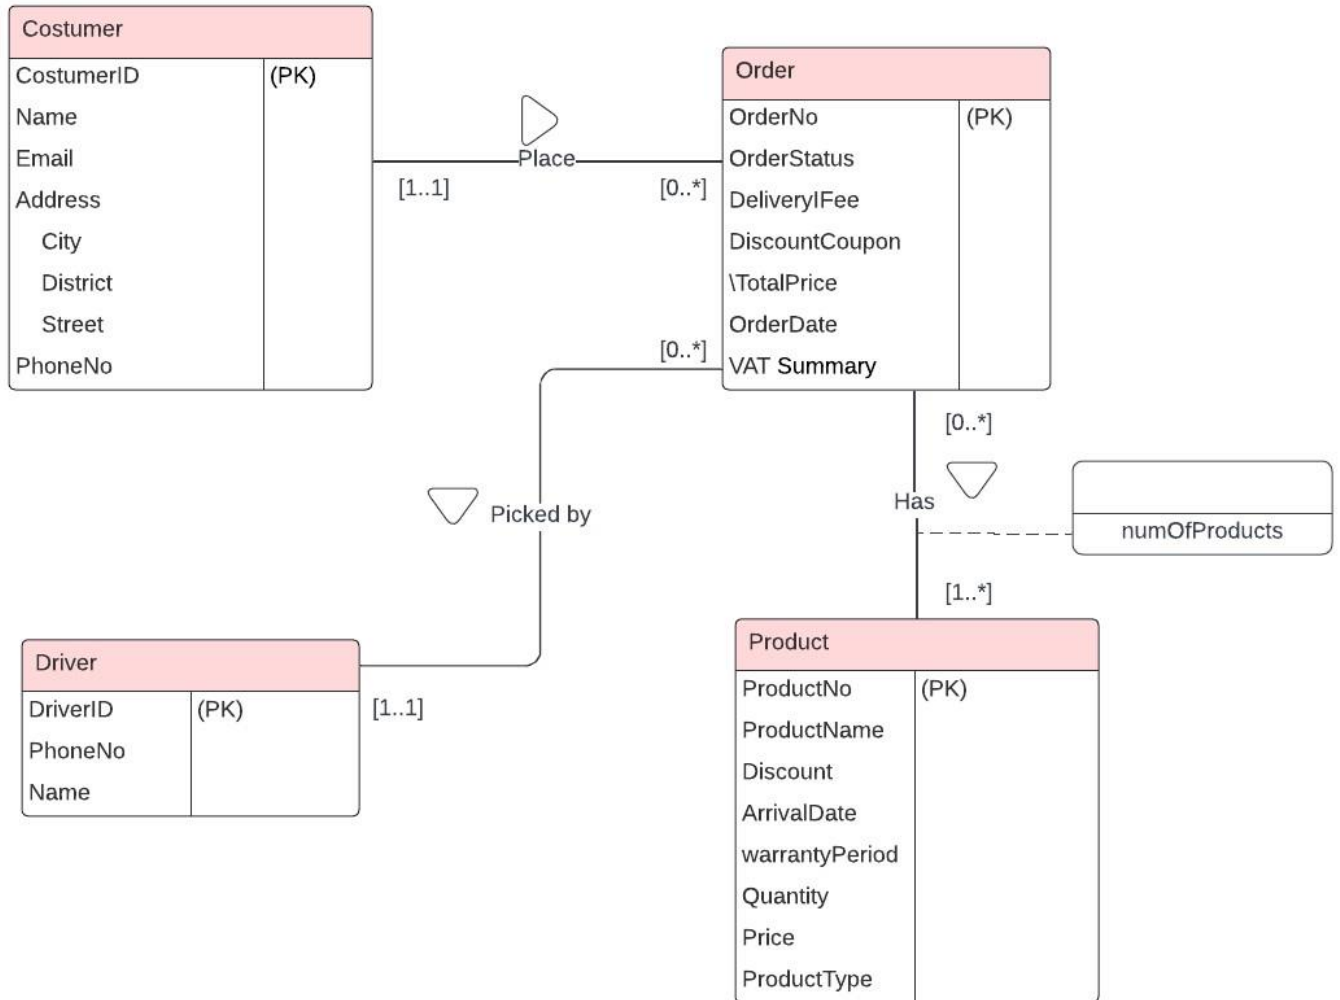 Costumer
CostumerID (PK)
Name
Email
Address
City
District
Street
PhoneNo
Place
[1..1]
[0..*]
Order
OrderNo (PK)
OrderStatus
DeliverylFee
DiscountCoupon
\TotalPrice
OrderDate
VAT Summary
[0..*]
Picked by
[1..1]
[0..*]
Has
numOfProducts
[1..*]
Driver
DriverID (PK)
PhoneNo
Name
Product
ProductNo (PK)
ProductName
Discount
ArrivalDate
warrantyPeriod
Quantity
Price
ProductType